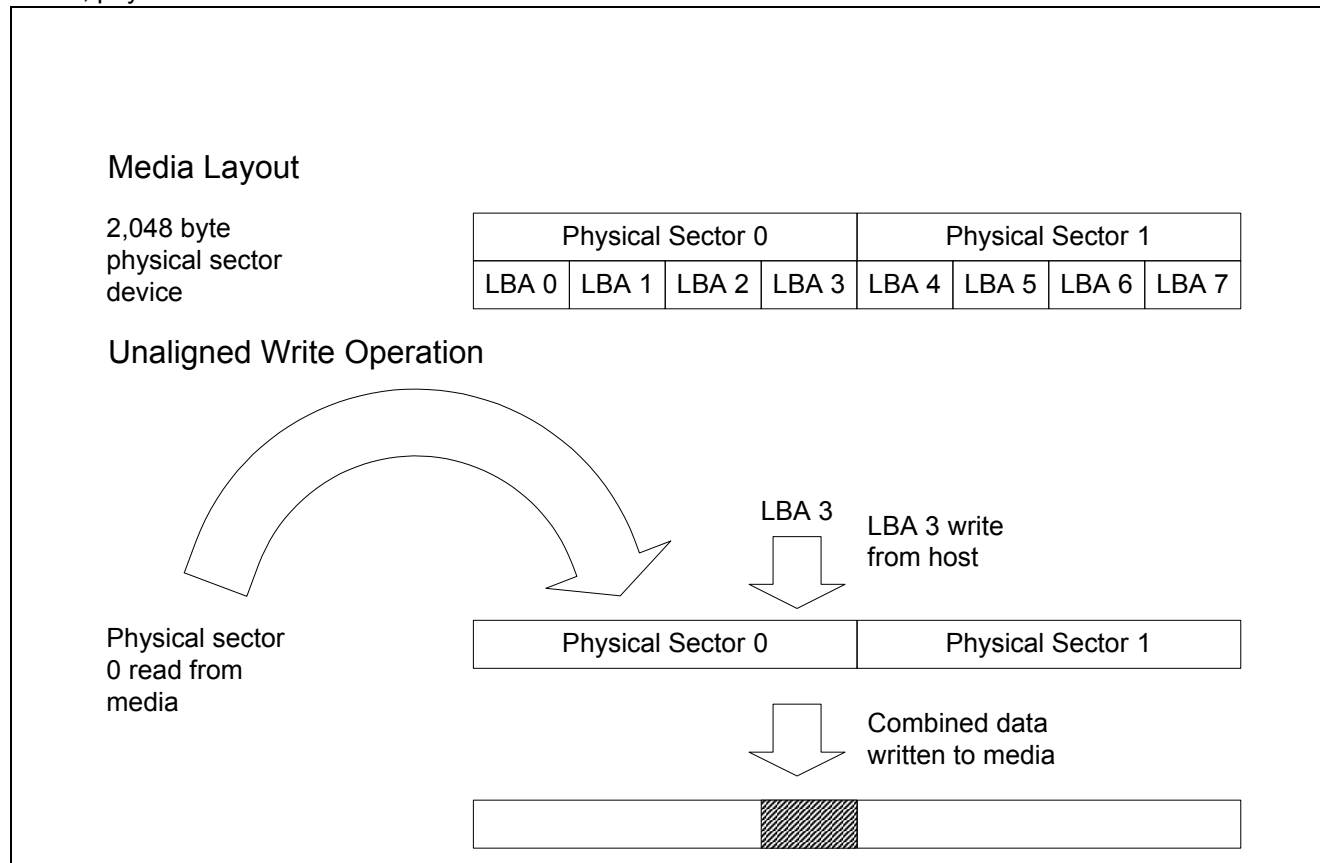 Media Layout
2,048 byte
physical sector
device
Physical Sector 0 Physical Sector 1
LBA 0 LBA 1 LBA 2 LBA 3 LBA 4 LBA 5 LBA 6 LBA 7
Unaligned Write Operation
LBA 3
LBA 3 write
from host
Physical sector
0 read from
media
Physical Sector 0 Physical Sector 1
Combined data
written to media